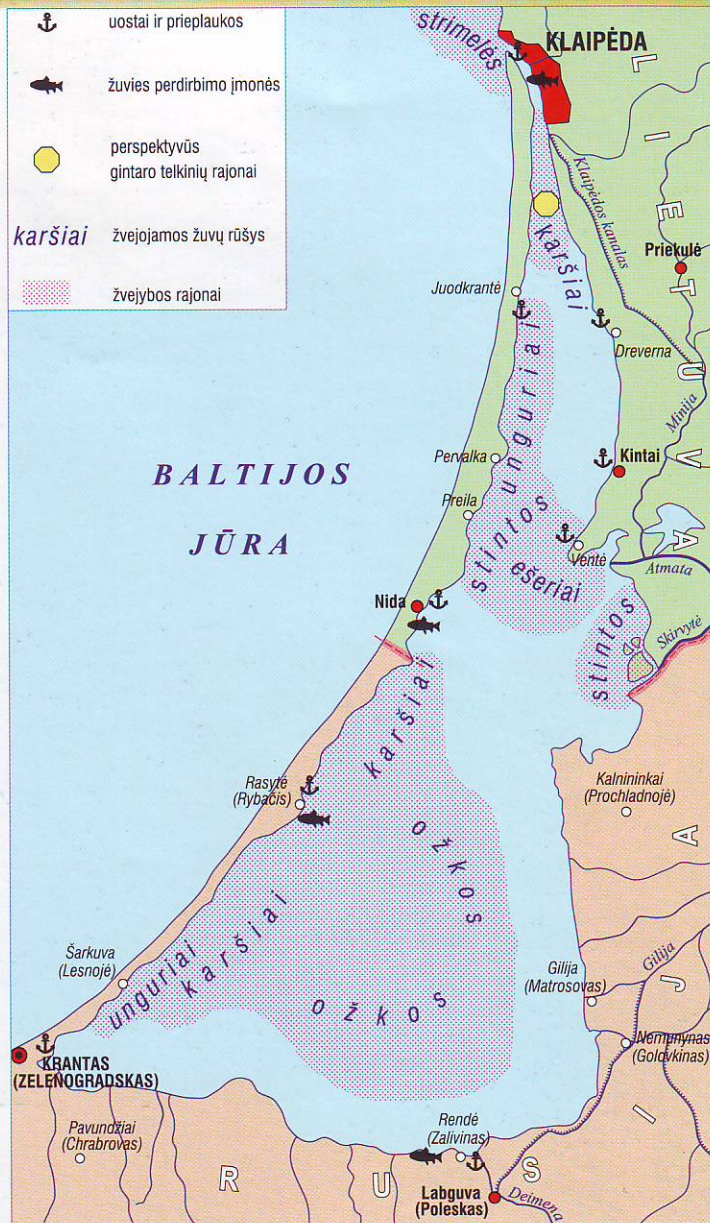 uostai ir prieplaukos
žuvies perdirbimo įmonės
perspektyvūs
gintaro telkinių rajonai
karšiai
žvejojamos žuvų rūšys
žvejybos rajonai
strimelės
KLAIPĖDA
LIETUVA
Klaipėdos kanalas
karšiai
Priekulė
Juodkrantė
Dreverna
unguriai
Minija
Pervalka
Kintai
BALTIJOS
JŪRA
Preila
stintos
Ventė
ešeriai
Atmata
Nida
stintos
Skirvytė
karšiai
Rasytė
(Rybačis)
Kalnininkai
(Prochladnojė)
ožkos
Šarkuva
(Lesnojė)
unguriai
karšiai
Gilija
(Matrosovas)
Gilija
ožkos
Nemunynas
(Golovkinas)
KRANTAS
(ZELENOGRADSKAS)
Pavundžiai
(Chrabrovas)
Rendė
(Zalivinas)
Labguva
(Poleskas)
Deimena
RUSIJA